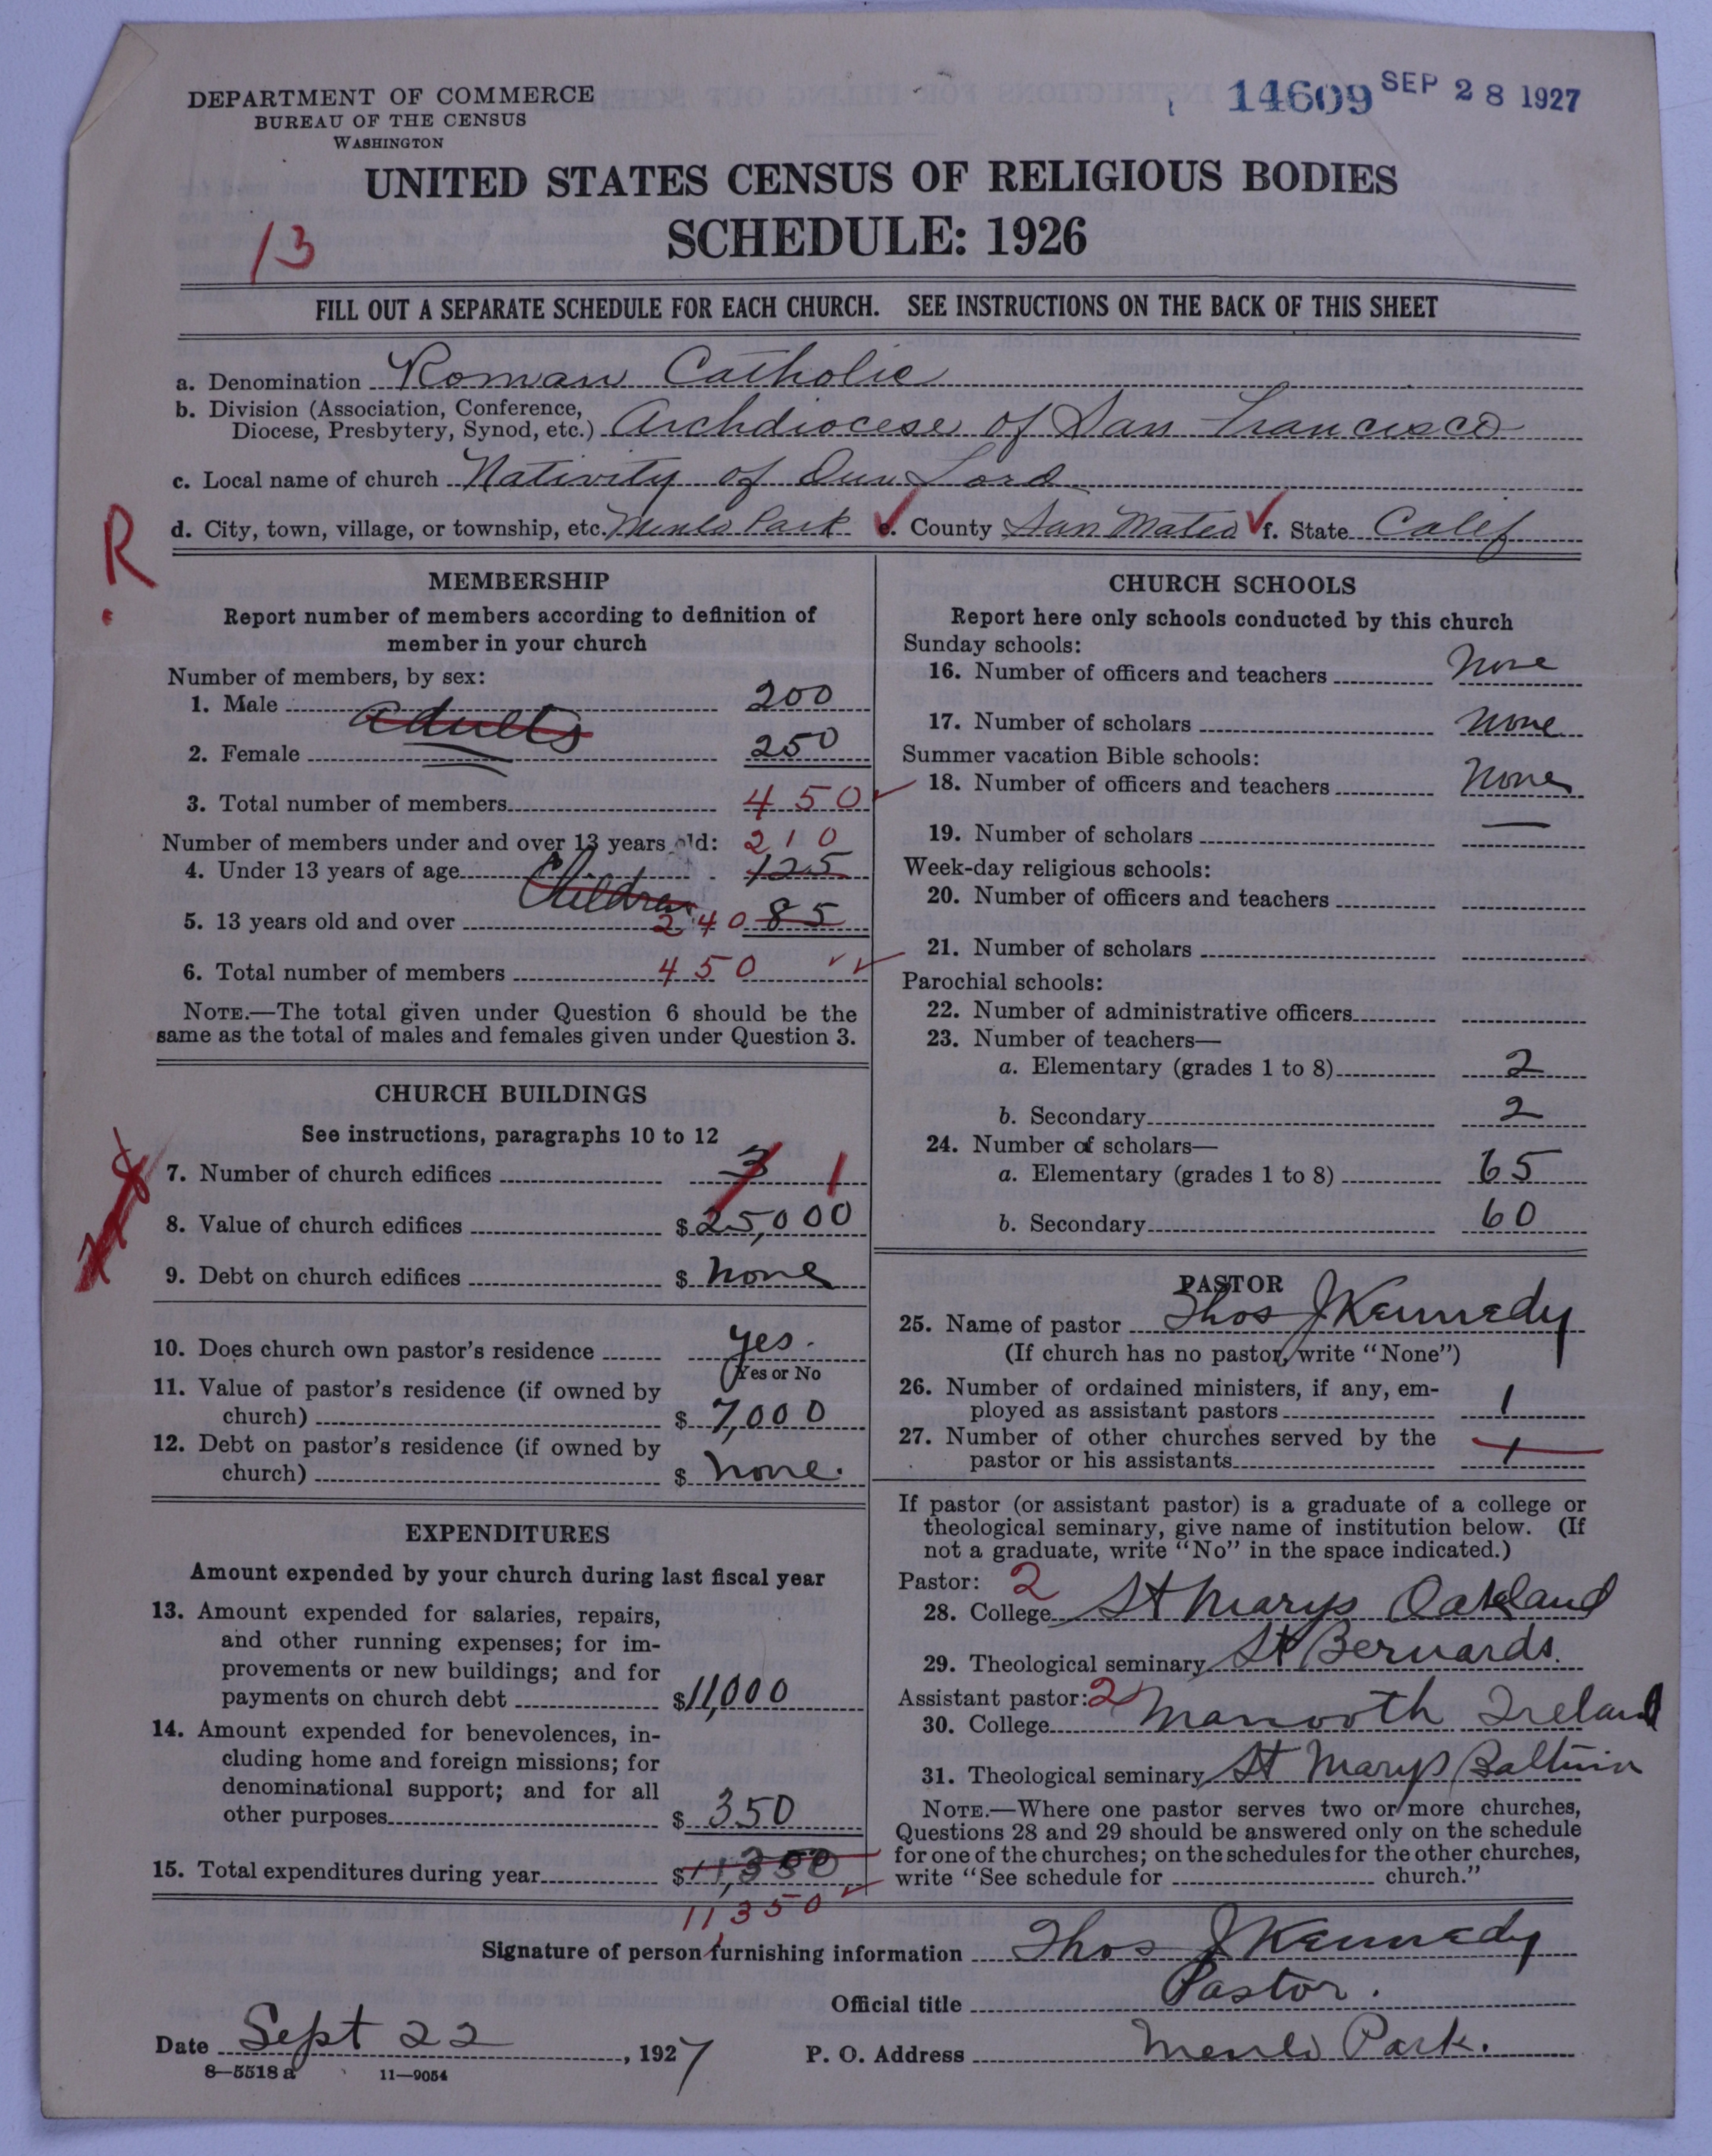 DEPARTMENT OF COMMERCE
BUREAU OF THE CENSUS
WASHINGTON
14609 SEP 28 1927
UNITED STATES CENSUS OF RELIGIOUS BODIES
SCHEDULE: 1926
13
FILL OUT A SEPARATE SCHEDULE FOR EACH CHURCH. SEE INSTRUCTIONS ON THE BACK OF THIS SHEET
a. Denomination Roman Catholic
b. Division (Association, Conference,
Diocese, Presbytery, Synod, etc.) Archdiocese of San Francisco
c. Local name of church Nativity of Our Lord
d. City, town, village, or township, etc. Menlo Park e. County San Mateo f. State Calif
R
MEMBERSHIP
Report number of members according to definition of
member in your church
Number of members, by sex:
1. Male 200
adults
2. Female 250
3. Total number of members 450
Number of members under and over 13 years old: 210
4. Under 13 years of age 125
Children
5. 13 years old and over 240 85
6. Total number of members 450
NOTE.—The total given under Question 6 should be the
same as the total of males and females given under Question 3.
CHURCH BUILDINGS
See instructions, paragraphs 10 to 12
7. Number of church edifices 3 1
8. Value of church edifices $25,000
9. Debt on church edifices $ none
10. Does church own pastor's residence yes.
(Yes or No
11. Value of pastor's residence (if owned by
church) $ 7,000
12. Debt on pastor's residence (if owned by
church) $ none.
EXPENDITURES
Amount expended by your church during last fiscal year
13. Amount expended for salaries, repairs,
and other running expenses; for im-
provements or new buildings; and for
payments on church debt $11,000
14. Amount expended for benevolences, in-
cluding home and foreign missions; for
denominational support; and for all
other purposes $ 350
15. Total expenditures during year $11,350
11350
CHURCH SCHOOLS
Report here only schools conducted by this church
Sunday schools:
16. Number of officers and teachers None
17. Number of scholars None
Summer vacation Bible schools:
18. Number of officers and teachers None
19. Number of scholars —
Week-day religious schools:
20. Number of officers and teachers
21. Number of scholars
Parochial schools:
22. Number of administrative officers
23. Number of teachers—
a. Elementary (grades 1 to 8) 2
b. Secondary 2
24. Number of scholars—
a. Elementary (grades 1 to 8) 65
b. Secondary 60
PASTOR
25. Name of pastor Thos J Kennedy
(If church has no pastor, write "None")
26. Number of ordained ministers, if any, em-
ployed as assistant pastors 1
27. Number of other churches served by the
pastor or his assistants 1
If pastor (or assistant pastor) is a graduate of a college or
theological seminary, give name of institution below. (If
not a graduate, write "No" in the space indicated.)
Pastor: 2
28. College St Marys Oakland
29. Theological seminary St Bernards.
Assistant pastor: 2
30. College Manooth Ireland
31. Theological seminary St Marys Baltimin
NOTE.—Where one pastor serves two or more churches,
Questions 28 and 29 should be answered only on the schedule
for one of the churches; on the schedules for the other churches,
write "See schedule for church."
Signature of person furnishing information Thos J Kennedy
Official title Pastor.
Date Sept 22, 1927
P. O. Address Menlo Park.
8—5518 a 11—9054